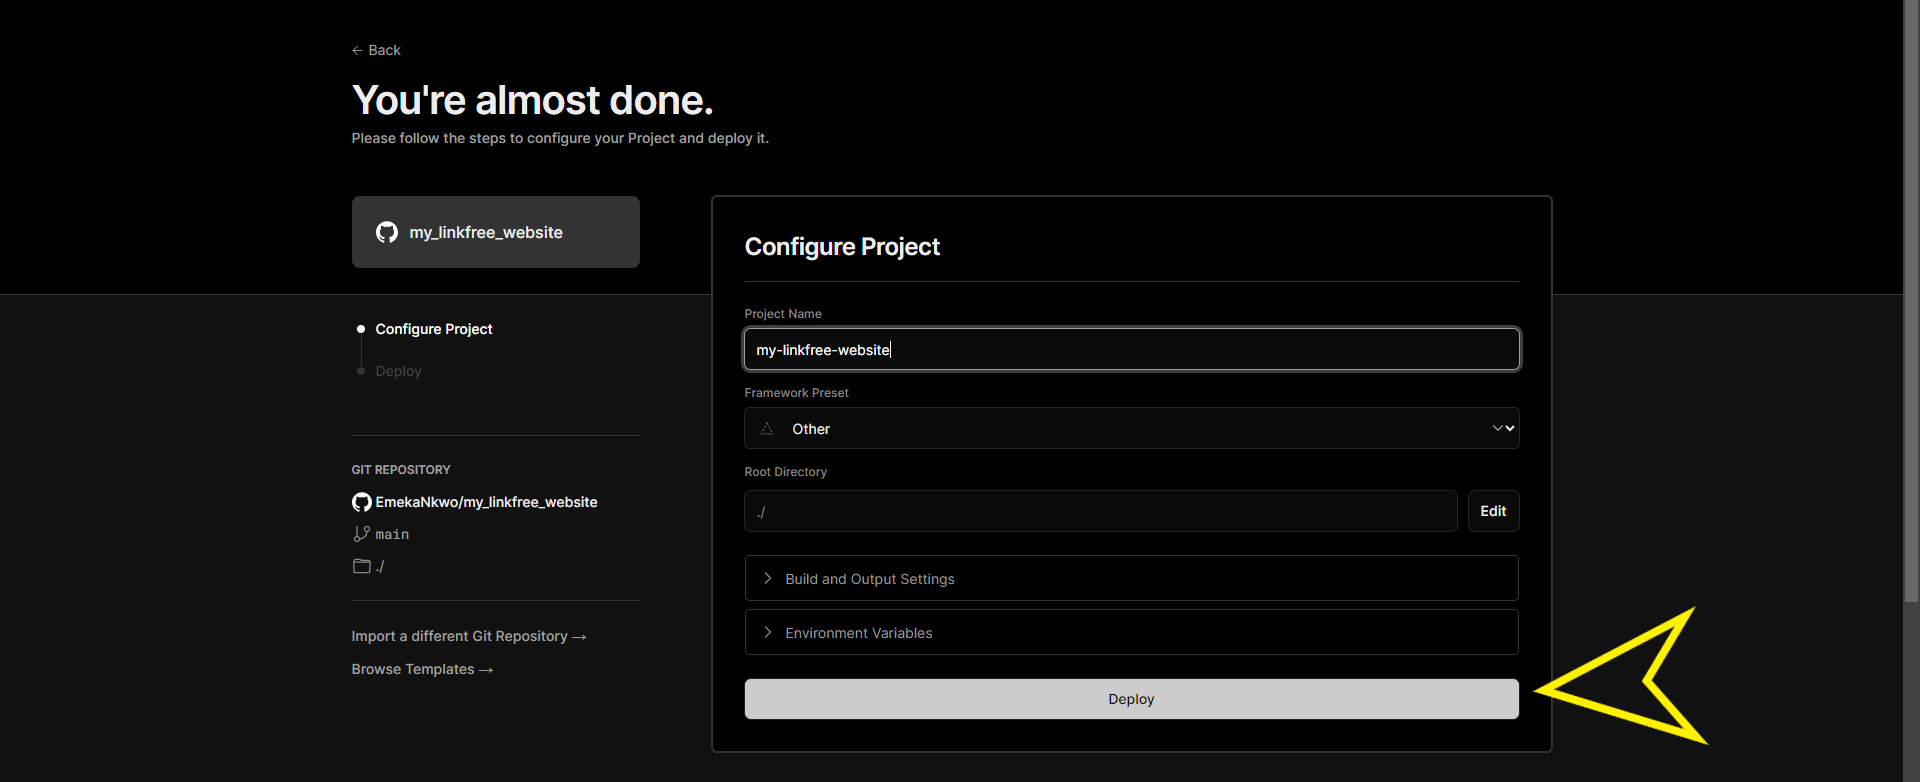 ← Back
You're almost done.
Please follow the steps to configure your Project and deploy it.
my_linkfree_website
Configure Project
Deploy
GIT REPOSITORY
EmekaNkwo/my_linkfree_website
main
./
Import a different Git Repository →
Browse Templates →
Configure Project
Project Name
my-linkfree-website
Framework Preset
Other
Root Directory
./
Edit
Build and Output Settings
Environment Variables
Deploy